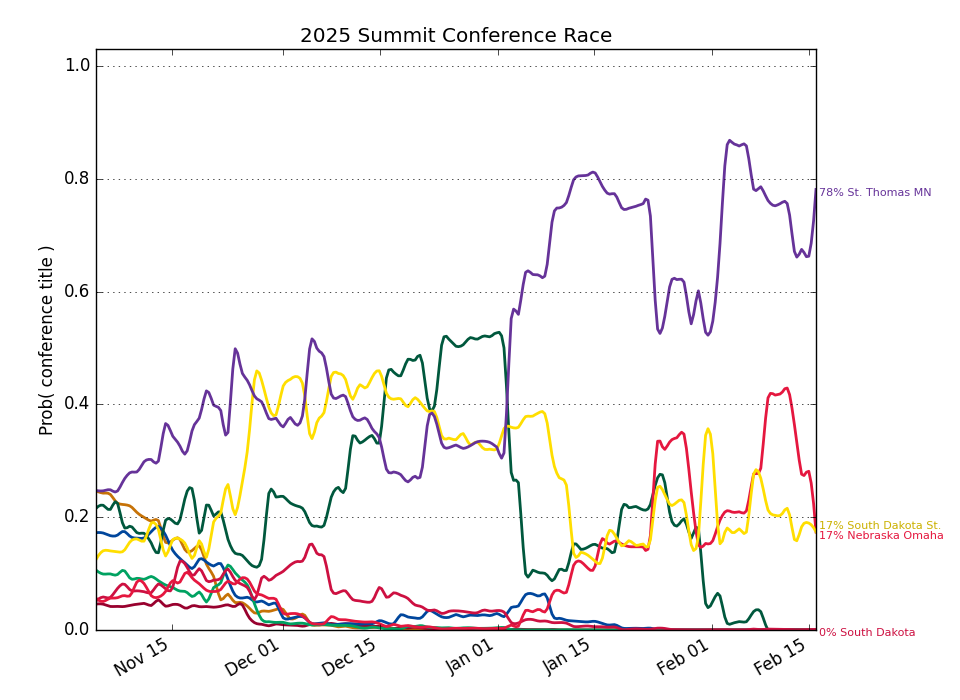 2025 Summit Conference Race
Prob( conference title )
1.0
0.8
0.6
0.4
0.2
0.0
78% St. Thomas MN
17% South Dakota St.
17% Nebraska Omaha
0% South Dakota
Nov 15
Dec 01
Dec 15
Jan 01
Jan 15
Feb 01
Feb 15